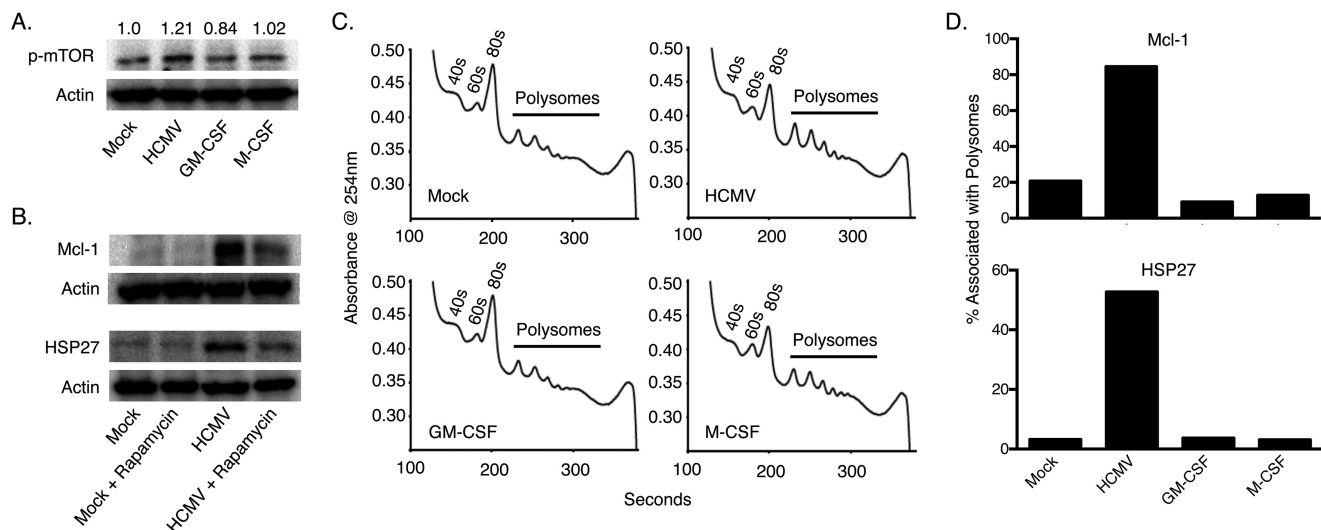 A.
1.0 1.21 0.84 1.02
p-mTOR
Actin
Mock
HCMV
GM-CSF
M-CSF
B.
Mcl-1
Actin
HSP27
Actin
Mock
Mock + Rapamycin
HCMV
HCMV + Rapamycin
C.
Absorbance @ 254nm
0.50
0.45
0.40
0.35
0.30
40s
60s
80s
Polysomes
Mock
100 200 300
0.50
0.45
0.40
0.35
0.30
40s
60s
80s
Polysomes
HCMV
100 200 300
0.50
0.45
0.40
0.35
0.30
40s
60s
80s
Polysomes
GM-CSF
100 200 300
0.50
0.45
0.40
0.35
0.30
40s
60s
80s
Polysomes
M-CSF
100 200 300
Seconds
D.
% Associated with Polysomes
Mcl-1
100
80
60
40
20
0
HSP27
60
40
20
0
Mock
HCMV
GM-CSF
M-CSF